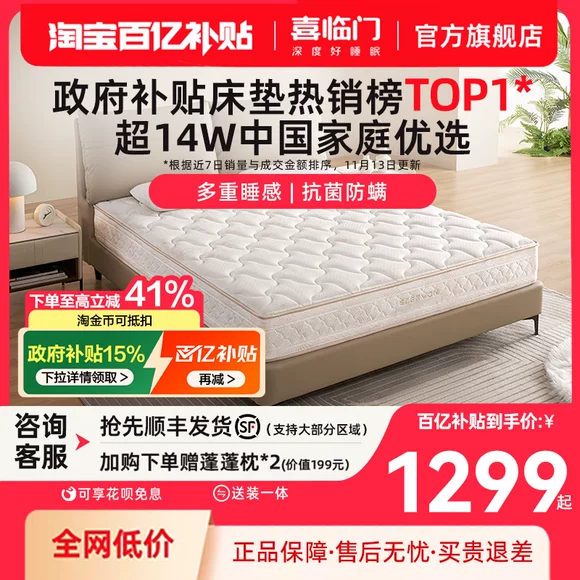 淘宝百亿补贴 喜临门 深度好睡眠 官方旗舰店
政府补贴床垫热销榜TOP1*
超14W中国家庭优选
*根据近7日销量与成交金额排序，11月13日更新
多重睡感 | 抗菌防螨
SLEEMON
下单至高立减41%
淘金币可抵扣
政府补贴15%
下拉详情领取>
百亿补贴
再减>
咨询客服
抢先顺丰发货 SF (支持大部分区域)
加购下单赠蓬蓬枕*2(价值199元)
百亿补贴到手价:¥
1299起
可享花呗免息 送装一体
全网低价
正品保障·售后无忧·买贵退差